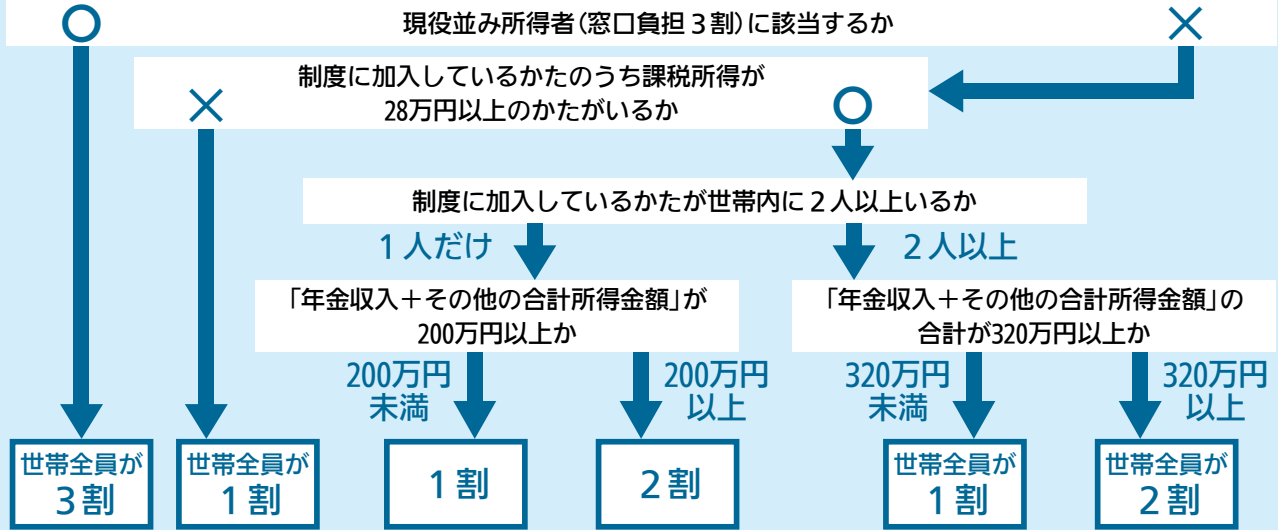 〇 現役並み所得者(窓口負担3割)に該当するか ×
制度に加入しているかたのうち課税所得が
28万円以上のかたがいるか
× 〇
制度に加入しているかたが世帯内に2人以上いるか
1人だけ 2人以上
「年金収入+その他の合計所得金額」が
200万円以上か
「年金収入+その他の合計所得金額」の
合計が320万円以上か
200万円
未満
200万円
以上
320万円
未満
320万円
以上
世帯全員が
3割
世帯全員が
1割
1割
2割
世帯全員が
1割
世帯全員が
2割